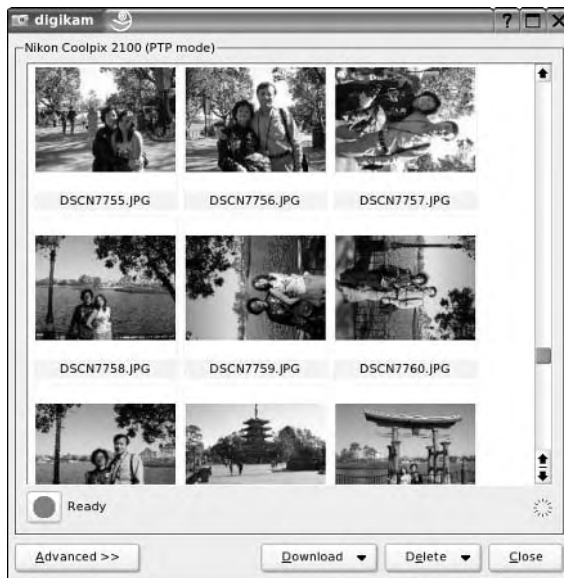 digikam
Nikon Coolpix 2100 (PTP mode)
DSCN7755.JPG DSCN7756.JPG DSCN7757.JPG
DSCN7758.JPG DSCN7759.JPG DSCN7760.JPG
Ready
Advanced >> Download Delete Close